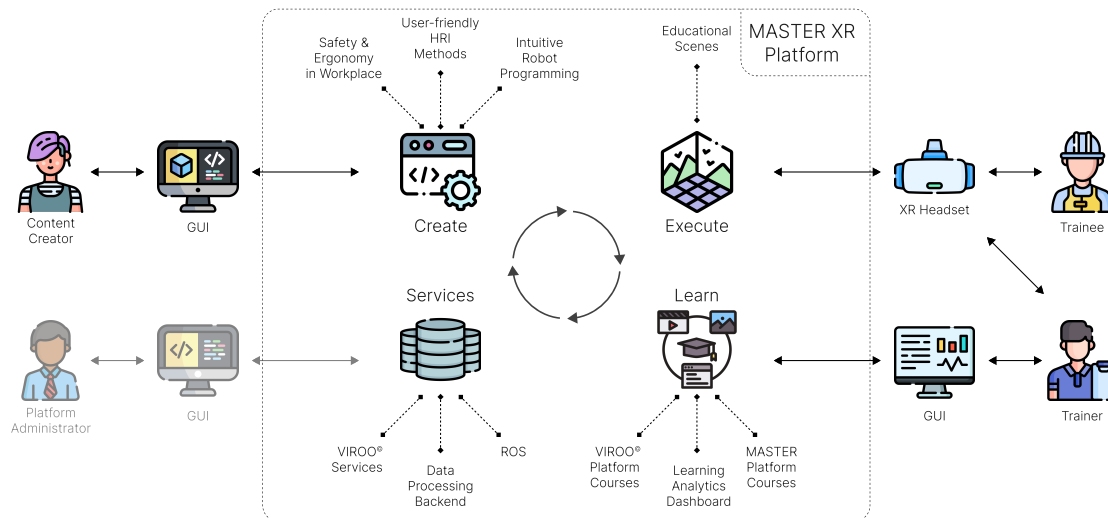 MASTER XR
Platform
User-friendly
HRI
Methods
Safety &
Ergonomy
in Workplace
Intuitive
Robot
Programming
Educational
Scenes
Content
Creator
GUI
Create
Execute
XR Headset
Trainee
Services
Learn
Platform
Administrator
GUI
GUI
Trainer
VIROO®
Services
Data
Processing
Backend
ROS
VIROO®
Platform
Courses
Learning
Analytics
Dashboard
MASTER
Platform
Courses